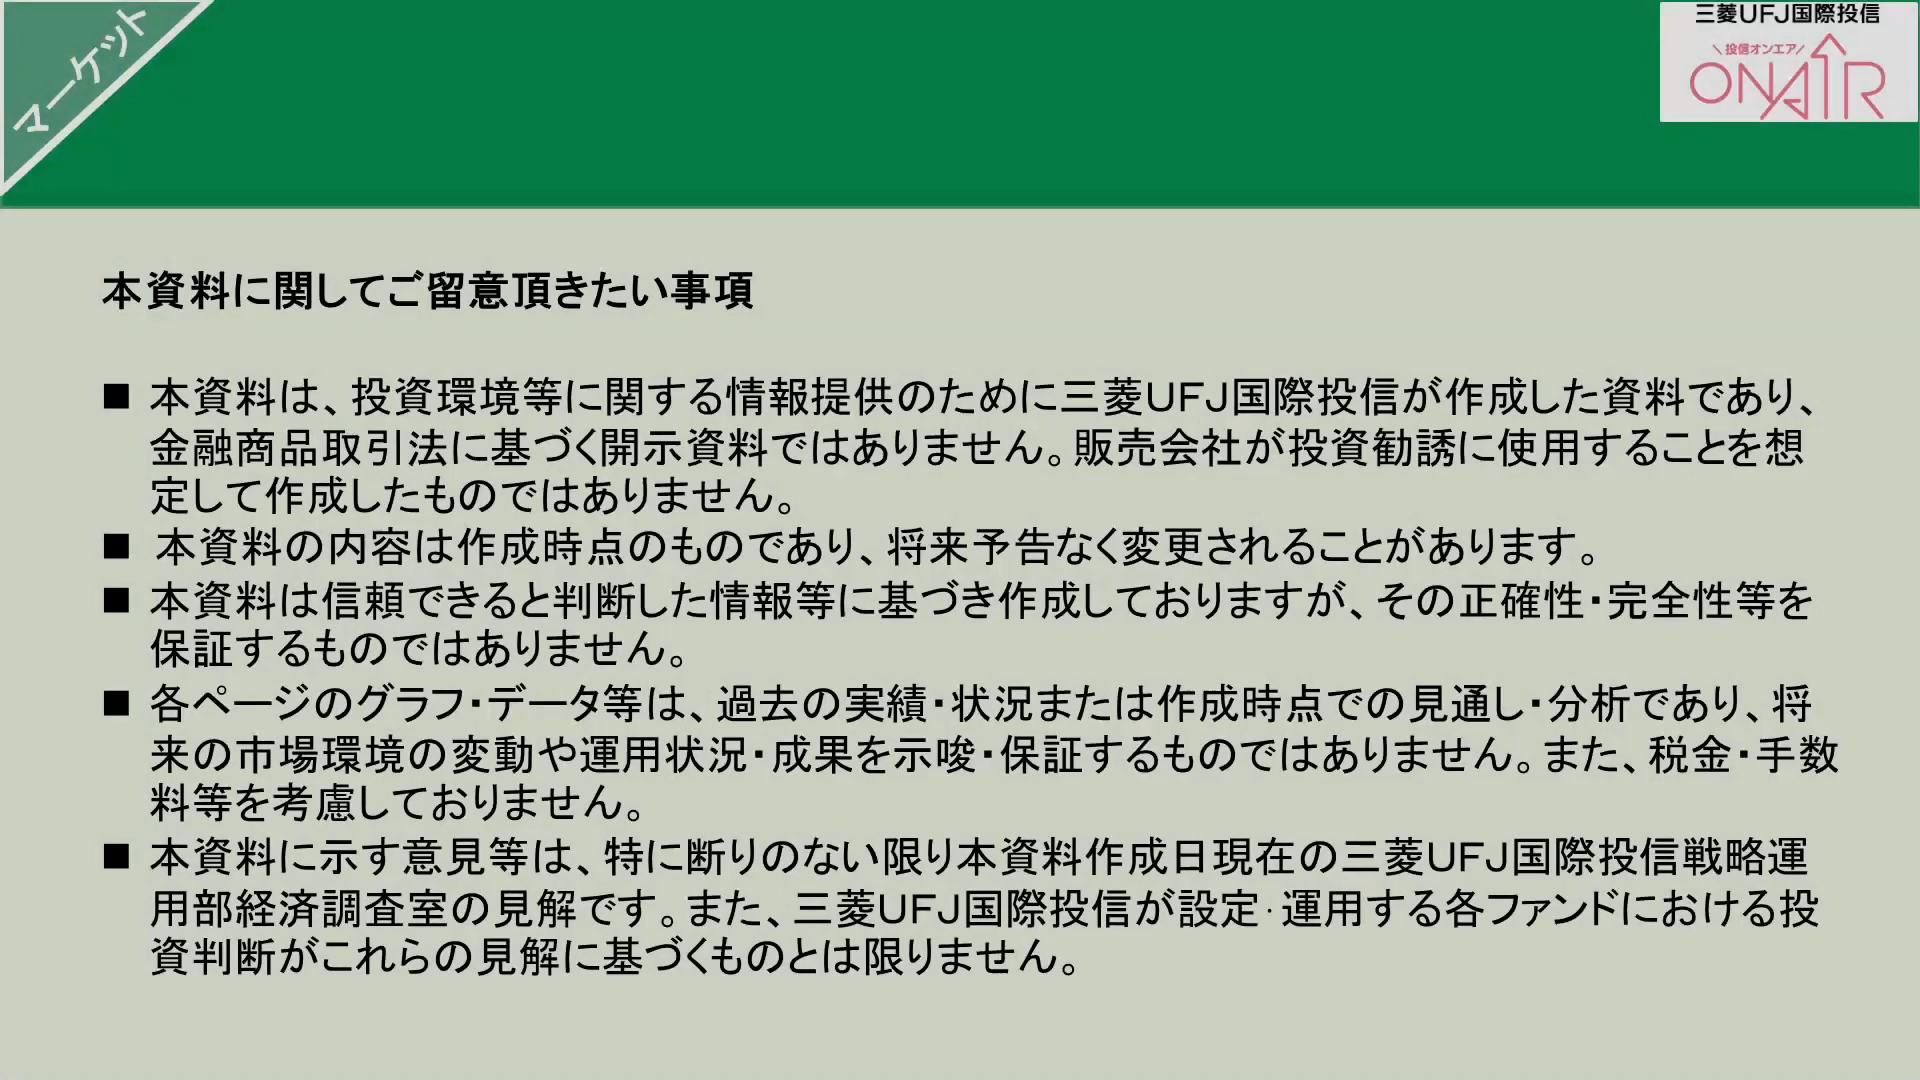 マーケット
三菱UFJ国際投信
＼投信オンエア／
ONAIR
本資料に関してご留意頂きたい事項
■ 本資料は、投資環境等に関する情報提供のために三菱UFJ国際投信が作成した資料であり、
金融商品取引法に基づく開示資料ではありません。販売会社が投資勧誘に使用することを想
定して作成したものではありません。
■ 本資料の内容は作成時点のものであり、将来予告なく変更されることがあります。
■ 本資料は信頼できると判断した情報等に基づき作成しておりますが、その正確性・完全性等を
保証するものではありません。
■ 各ページのグラフ・データ等は、過去の実績・状況または作成時点での見通し・分析であり、将
来の市場環境の変動や運用状況・成果を示唆・保証するものではありません。また、税金・手数
料等を考慮しておりません。
■ 本資料に示す意見等は、特に断りのない限り本資料作成日現在の三菱UFJ国際投信戦略運
用部経済調査室の見解です。また、三菱UFJ国際投信が設定・運用する各ファンドにおける投
資判断がこれらの見解に基づくものとは限りません。